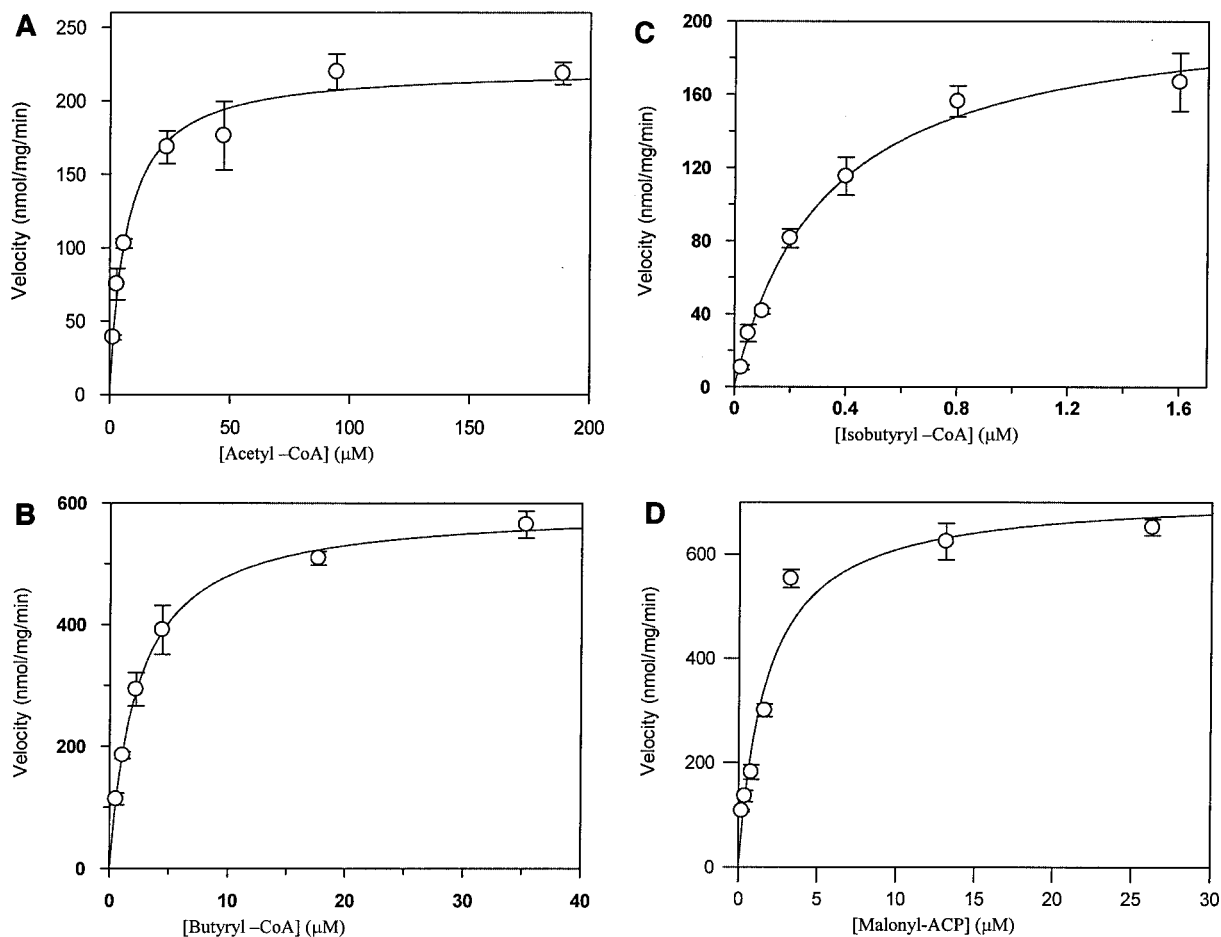 A
250
200
150
100
50
0
Velocity (nmol/mg/min)
0 50 100 150 200
[Acetyl –CoA] (μM)
C
200
160
120
80
40
0
Velocity (nmol/mg/min)
0 0.4 0.8 1.2 1.6
[Isobutyryl –CoA] (μM)
B
600
400
200
0
Velocity (nmol/mg/min)
0 10 20 30 40
[Butyryl –CoA] (μM)
D
600
400
200
0
Velocity (nmol/mg/min)
0 5 10 15 20 25 30
[Malonyl-ACP] (μM)